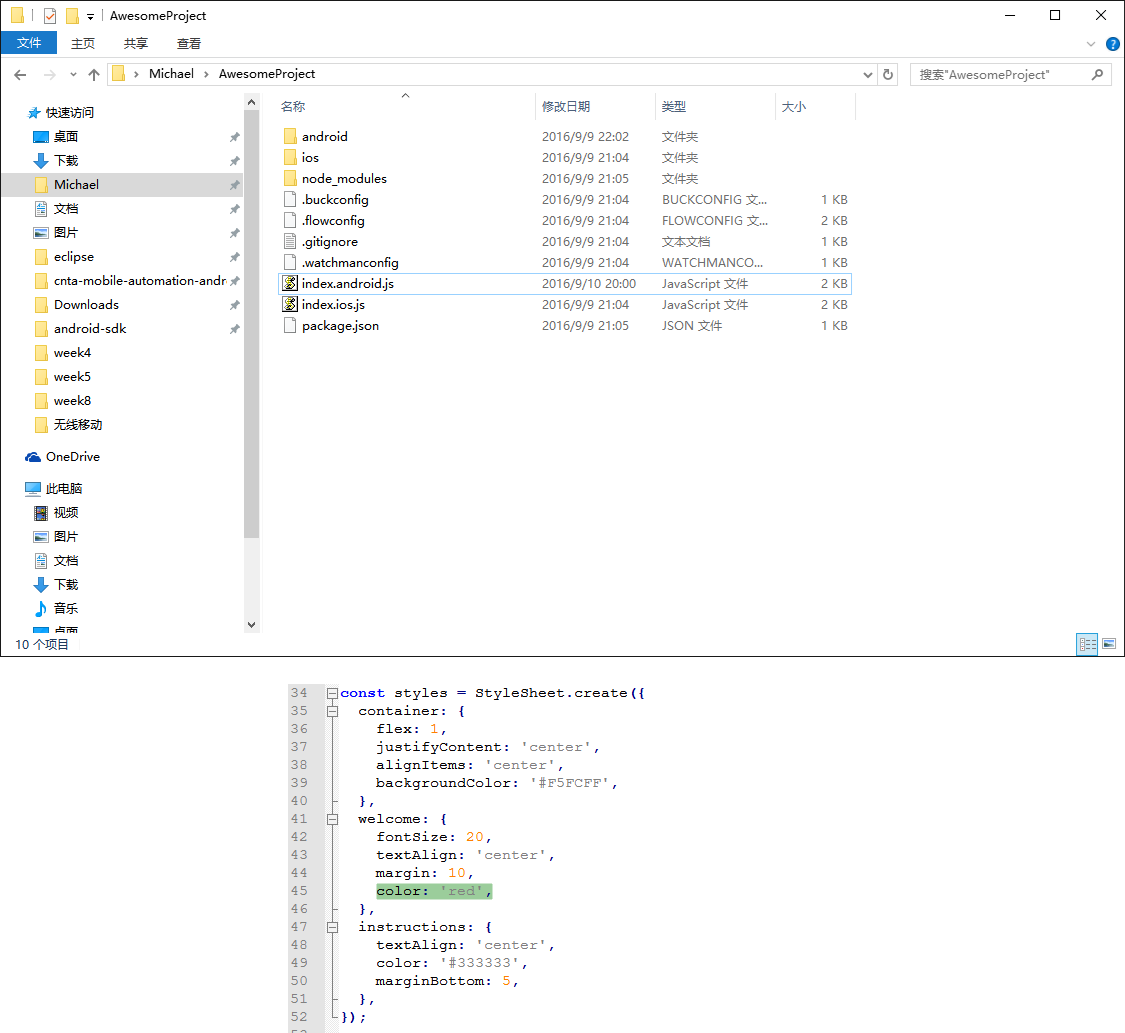 AwesomeProject
文件 主页 共享 查看
Michael AwesomeProject 搜索"AwesomeProject"
快速访问
桌面
下载
Michael
文档
图片
eclipse
cnta-mobile-automation-andr
Downloads
android-sdk
week4
week5
week8
无线移动
OneDrive
此电脑
视频
图片
文档
下载
音乐
桌面
名称 修改日期 类型 大小
android 2016/9/9 22:02 文件夹
ios 2016/9/9 21:04 文件夹
node_modules 2016/9/9 21:05 文件夹
.buckconfig 2016/9/9 21:04 BUCKCONFIG 文... 1 KB
.flowconfig 2016/9/9 21:04 FLOWCONFIG 文... 2 KB
.gitignore 2016/9/9 21:04 文本文档 1 KB
.watchmanconfig 2016/9/9 21:04 WATCHMANCO... 1 KB
index.android.js 2016/9/10 20:00 JavaScript 文件 2 KB
index.ios.js 2016/9/9 21:04 JavaScript 文件 2 KB
package.json 2016/9/9 21:05 JSON 文件 1 KB
10 个项目
34 const styles = StyleSheet.create({
35 container: {
36 flex: 1,
37 justifyContent: 'center',
38 alignItems: 'center',
39 backgroundColor: '#F5FCFF',
40 },
41 welcome: {
42 fontSize: 20,
43 textAlign: 'center',
44 margin: 10,
45 color: 'red',
46 },
47 instructions: {
48 textAlign: 'center',
49 color: '#333333',
50 marginBottom: 5,
51 },
52 });